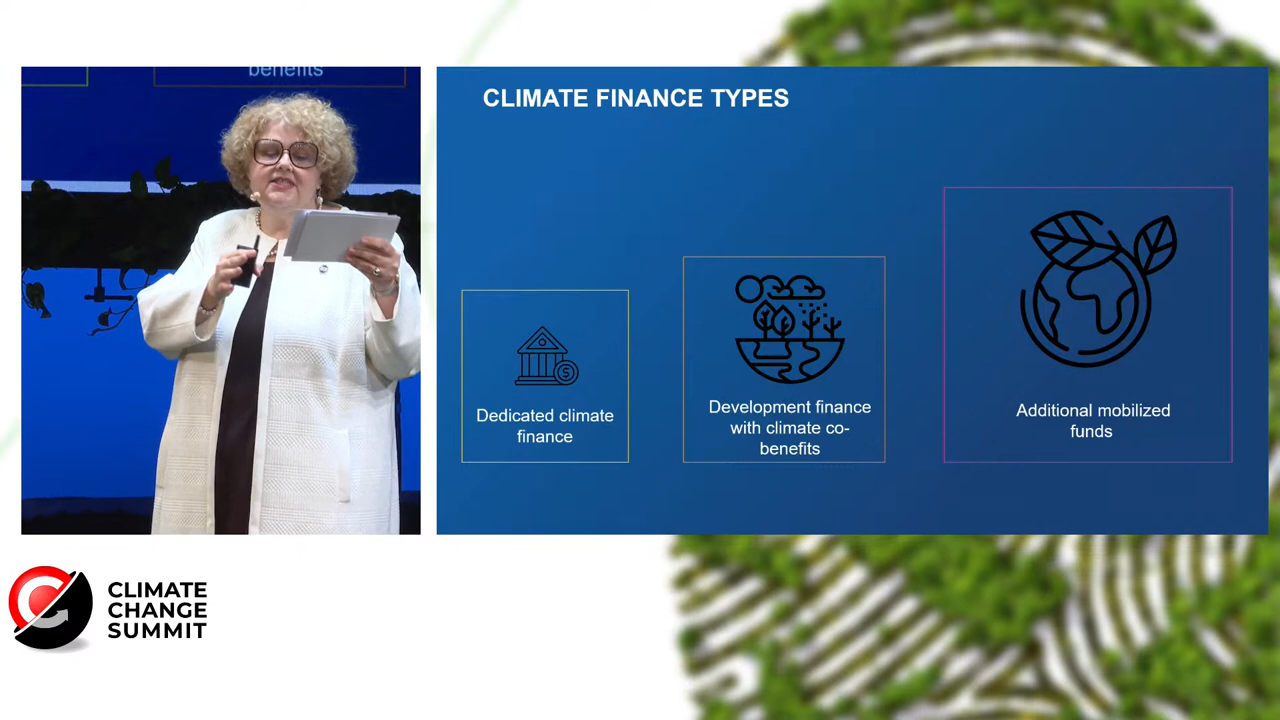 benefits
CLIMATE FINANCE TYPES
Dedicated climate
finance
Development finance
with climate co-
benefits
Additional mobilized
funds
CLIMATE
CHANGE
SUMMIT